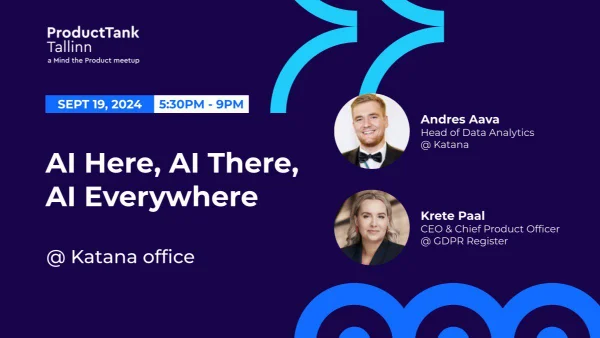 ProductTank
Tallinn
a Mind the Product meetup
SEPT 19, 2024 5:30PM - 9PM
AI Here, AI There,
AI Everywhere
@ Katana office
Andres Aava
Head of Data Analytics
@ Katana
Krete Paal
CEO & Chief Product Officer
@ GDPR Register